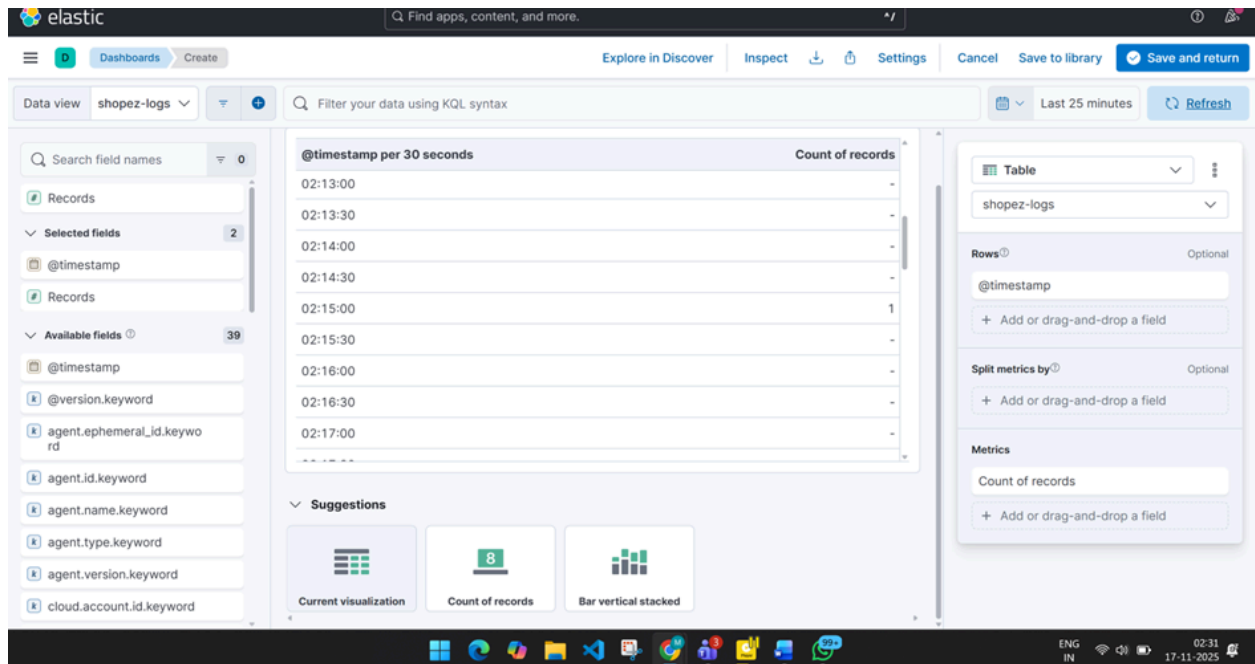 elastic
Find apps, content, and more.
^/
D
Dashboards
Create
Explore in Discover
Inspect
Settings
Cancel
Save to library
Save and return
Data view
shopez-logs
Filter your data using KQL syntax
Last 25 minutes
Refresh
Search field names
0
Records
Selected fields
2
@timestamp
Records
Available fields
39
@timestamp
@version.keyword
agent.ephemeral_id.keywo
rd
agent.id.keyword
agent.name.keyword
agent.type.keyword
agent.version.keyword
cloud.account.id.keyword
@timestamp per 30 seconds Count of records
02:13:00 -
02:13:30 -
02:14:00 -
02:14:30 -
02:15:00 1
02:15:30 -
02:16:00 -
02:16:30 -
02:17:00 -
Suggestions
8
Current visualization
Count of records
Bar vertical stacked
Table
shopez-logs
Rows Optional
@timestamp
+ Add or drag-and-drop a field
Split metrics by Optional
+ Add or drag-and-drop a field
Metrics
Count of records
+ Add or drag-and-drop a field
3
99+
ENG
IN
02:31
17-11-2025